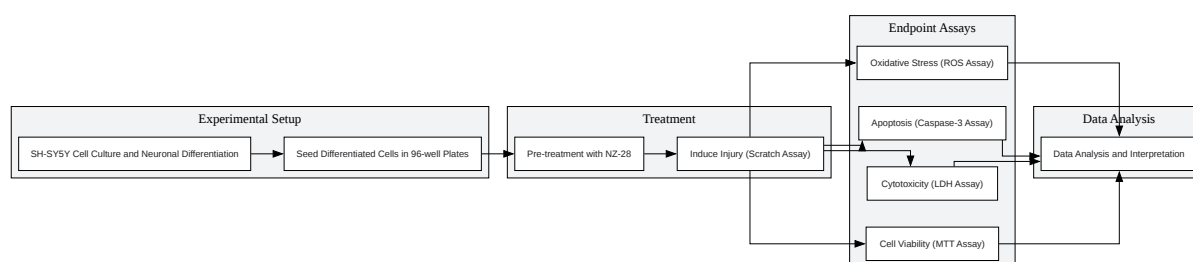 Experimental Setup
SH-SY5Y Cell Culture and Neuronal Differentiation
Seed Differentiated Cells in 96-well Plates
Treatment
Pre-treatment with NZ-28
Induce Injury (Scratch Assay)
Endpoint Assays
Oxidative Stress (ROS Assay)
Apoptosis (Caspase-3 Assay)
Cytotoxicity (LDH Assay)
Cell Viability (MTT Assay)
Data Analysis
Data Analysis and Interpretation